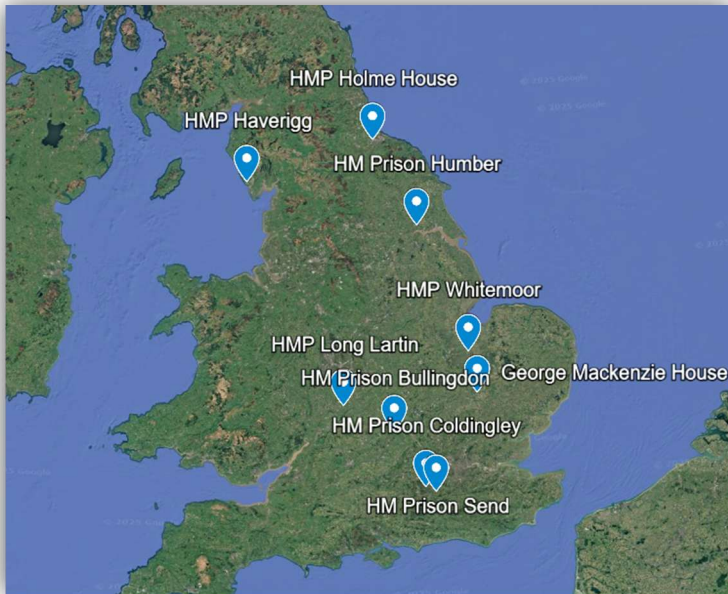 HMP Holme House
HMP Haverigg
HM Prison Humber
HMP Whitemoor
HMP Long Lartin
HM Prison Bullingdon
George Mackenzie House
HM Prison Coldingley
HM Prison Send